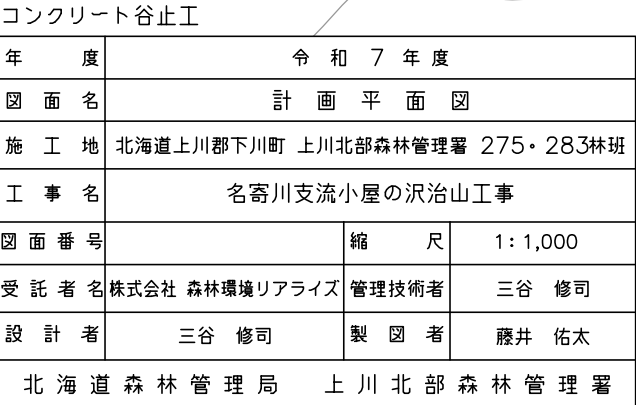 コンクリート谷止工
年 度 令和 7年度
図面名 計画平面図
施工地 北海道上川郡下川町 上川北部森林管理署 275・283林班
工事名 名寄川支流小屋の沢治山工事
図面番号 縮 尺 1:1,000
受託者名 株式会社 森林環境リアライズ 管理技術者 三谷 修司
設計者 三谷 修司 製図者 藤井 佑太
北海道森林管理局 上川北部森林管理署